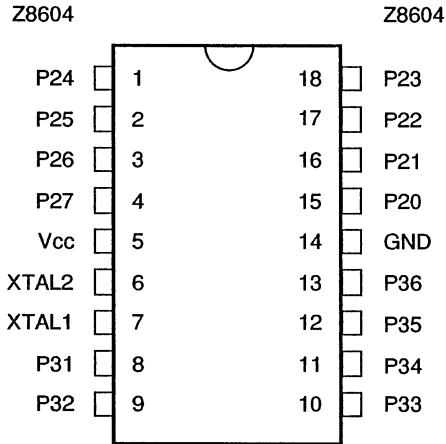 Z8604 Z8604
P24 1 18 P23
P25 2 17 P22
P26 3 16 P21
P27 4 15 P20
Vcc 5 14 GND
XTAL2 6 13 P36
XTAL1 7 12 P35
P31 8 11 P34
P32 9 10 P33